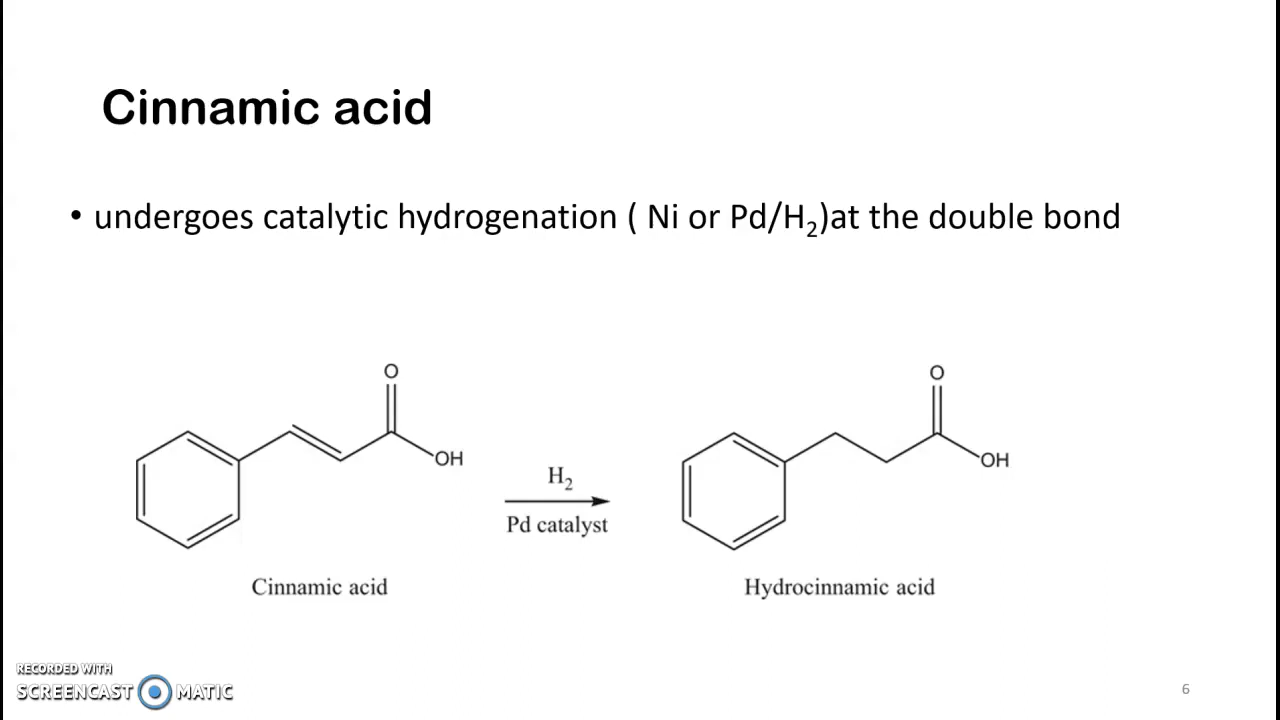 Cinnamic acid
• undergoes catalytic hydrogenation ( Ni or Pd/H₂)at the double bond
O
OH
H₂
Pd catalyst
O
OH
Cinnamic acid
Hydrocinnamic acid
RECORDED WITH
SCREENCAST MATIC
6